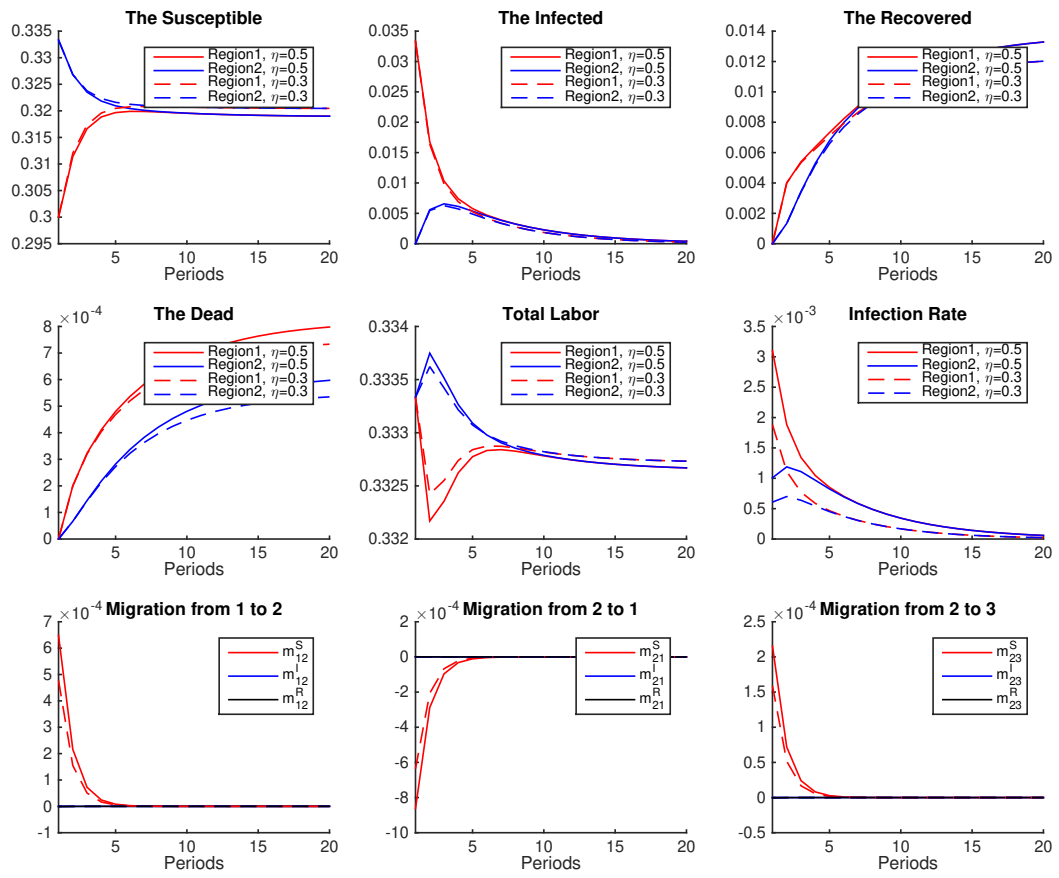 The Susceptible
0.335
0.33
0.325
0.32
0.315
0.31
0.305
0.3
0.295
Region1, η=0.5
Region2, η=0.5
Region1, η=0.3
Region2, η=0.3
5 10 15 20
Periods
The Infected
0.035
0.03
0.025
0.02
0.015
0.01
0.005
0
Region1, η=0.5
Region2, η=0.5
Region1, η=0.3
Region2, η=0.3
5 10 15 20
Periods
The Recovered
0.014
0.012
0.01
0.008
0.006
0.004
0.002
0
Region1, η=0.5
Region2, η=0.5
Region1, η=0.3
Region2, η=0.3
5 10 15 20
Periods
The Dead
×10⁻⁴
8
7
6
5
4
3
2
1
0
Region1, η=0.5
Region2, η=0.5
Region1, η=0.3
Region2, η=0.3
5 10 15 20
Periods
Total Labor
0.334
0.3335
0.333
0.3325
0.332
Region1, η=0.5
Region2, η=0.5
Region1, η=0.3
Region2, η=0.3
5 10 15 20
Periods
Infection Rate
×10⁻³
3.5
3
2.5
2
1.5
1
0.5
0
Region1, η=0.5
Region2, η=0.5
Region1, η=0.3
Region2, η=0.3
5 10 15 20
Periods
Migration from 1 to 2
×10⁻⁴
7
6
5
4
3
2
1
0
-1
m₁₂^S
m₁₂^I
m₁₂^R
5 10 15 20
Periods
Migration from 2 to 1
×10⁻⁴
2
0
-2
-4
-6
-8
-10
m₂₁^S
m₂₁^I
m₂₁^R
5 10 15 20
Periods
Migration from 2 to 3
×10⁻⁴
2.5
2
1.5
1
0.5
0
-0.5
m₂₃^S
m₂₃^I
m₂₃^R
5 10 15 20
Periods